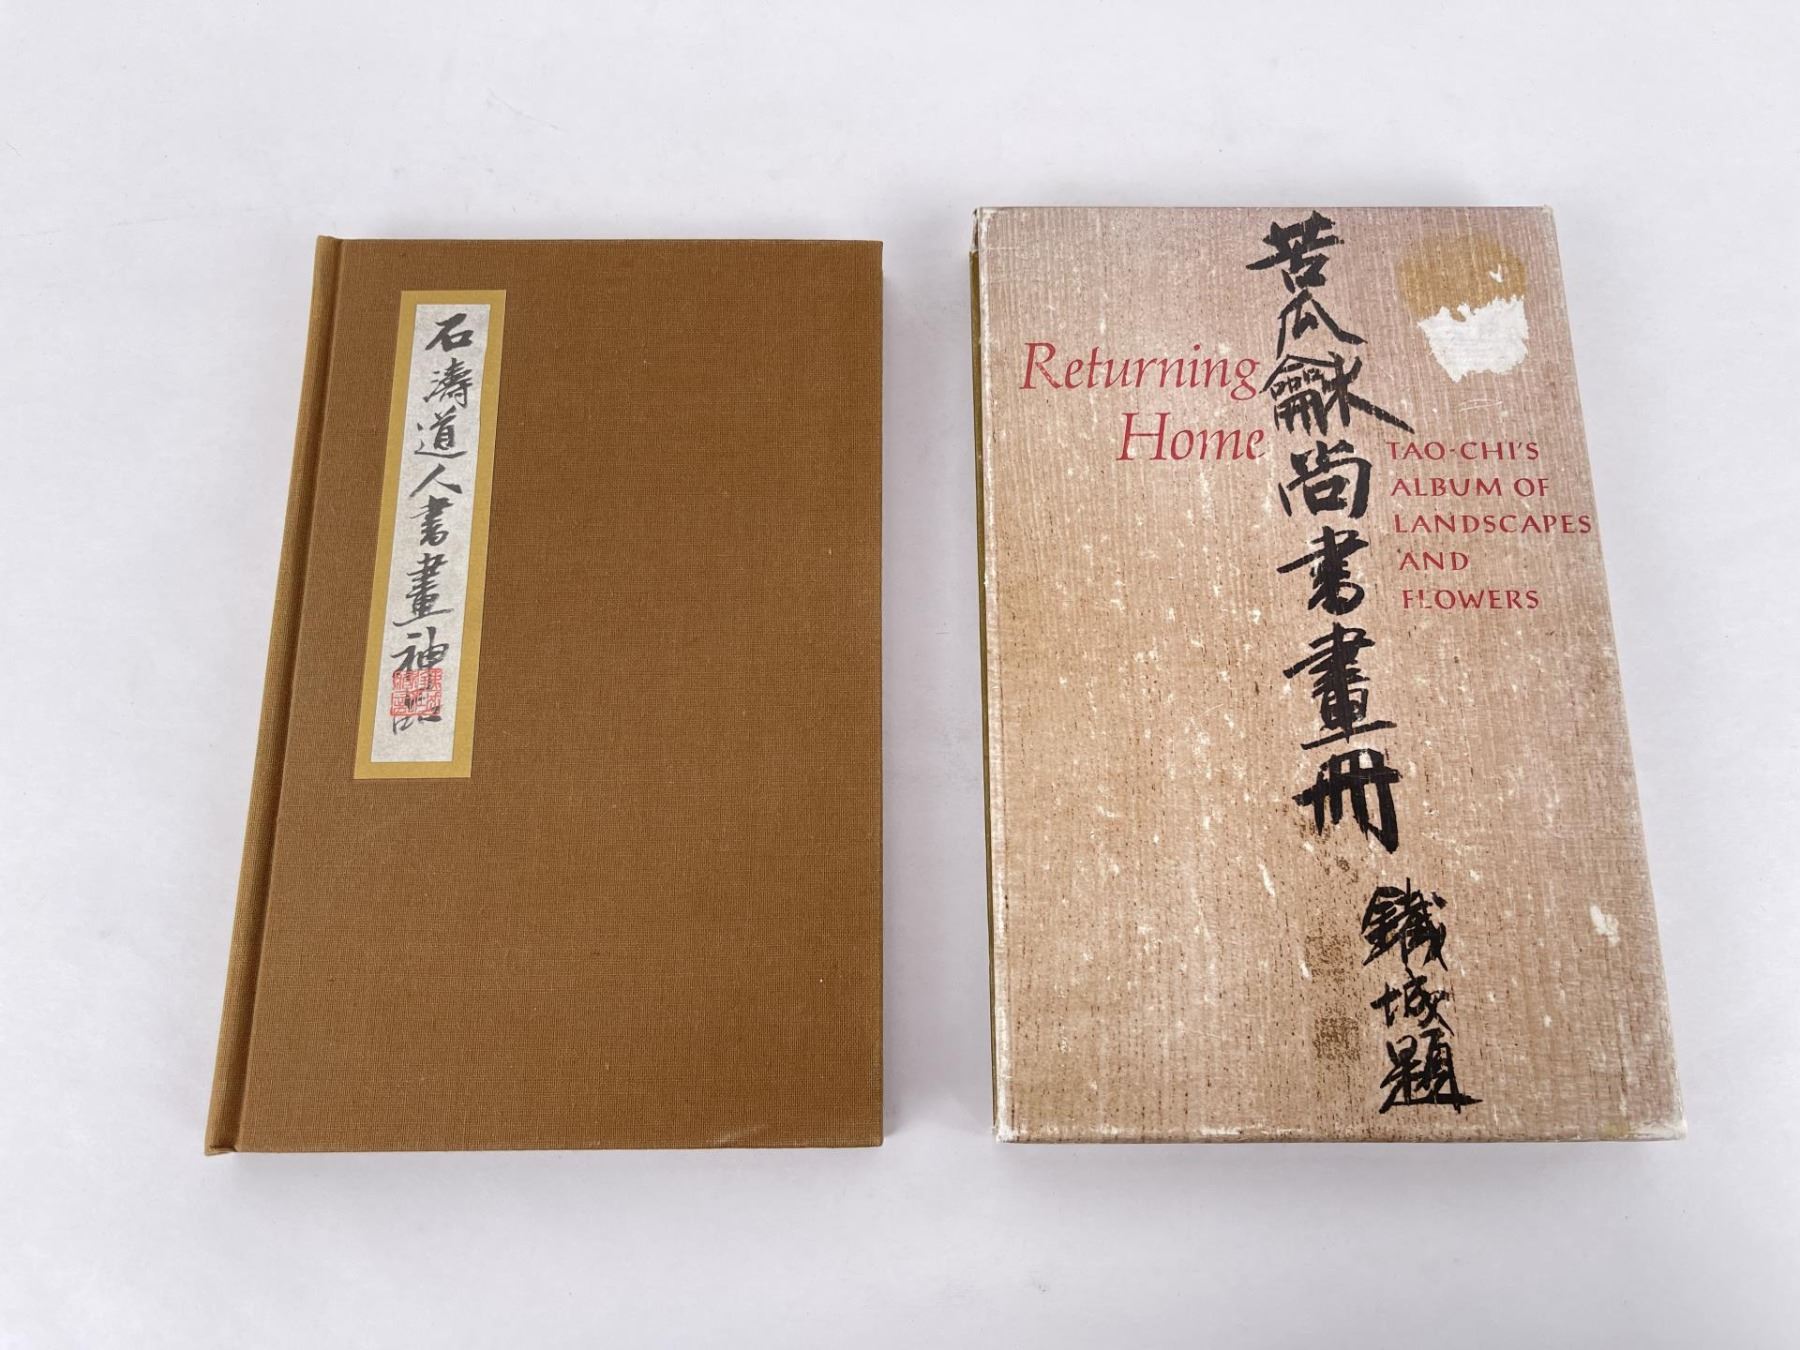 石濤道人書畫神品
Returning
Home
苦瓜龢尚書畫冊
鐵城題
TAO-CHI'S
ALBUM OF
LANDSCAPES
AND
FLOWERS